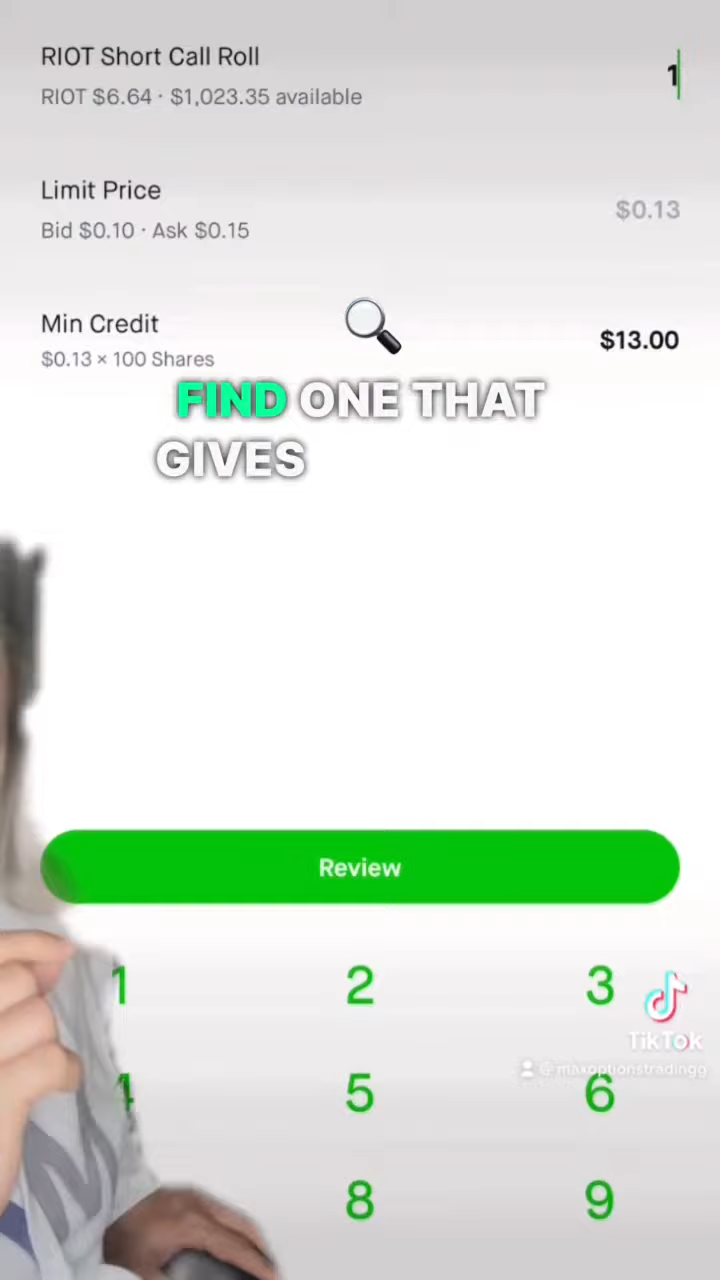 RIOT Short Call Roll
1
RIOT $6.64 · $1,023.35 available
Limit Price
$0.13
Bid $0.10 · Ask $0.15
Min Credit
$13.00
$0.13 × 100 Shares
FIND ONE THAT
GIVES
Review
1 2 3
TikTok
@maxoptionstradingg
4 5 6
8 9